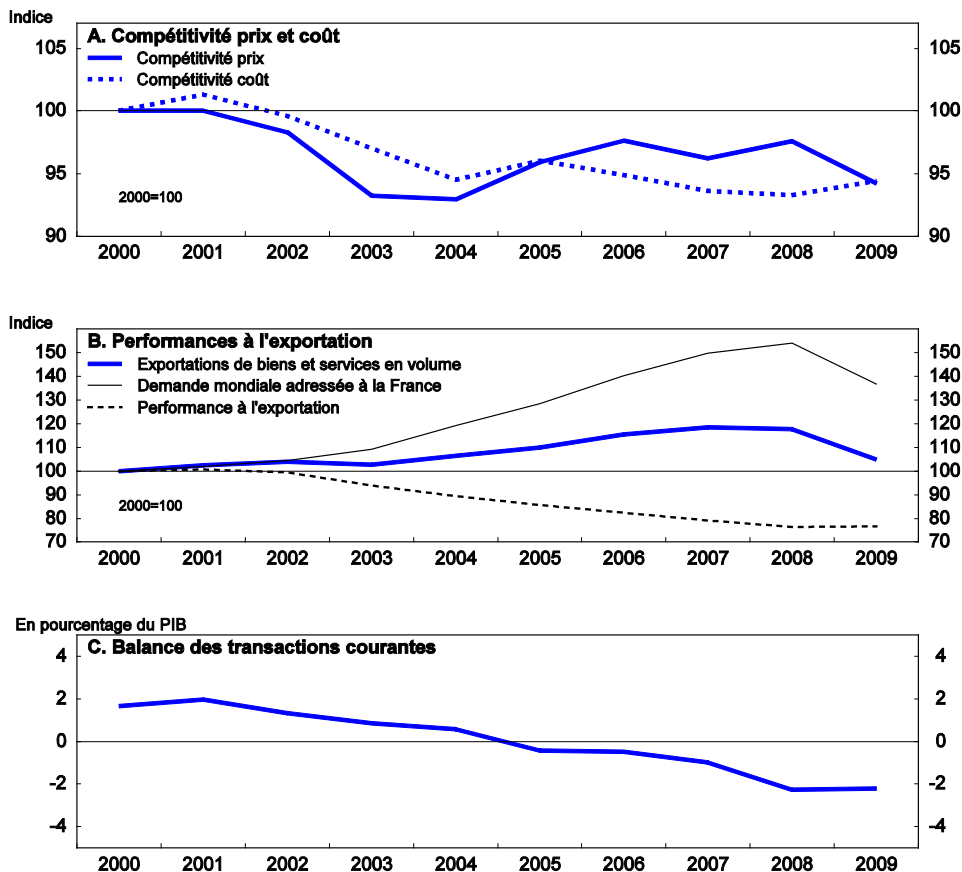 Indice
A. Compétitivité prix et coût
Compétitivité prix
Compétitivité coût
105 105
100 100
95 95
90 90
2000=100
2000 2001 2002 2003 2004 2005 2006 2007 2008 2009
Indice
B. Performances à l'exportation
Exportations de biens et services en volume
Demande mondiale adressée à la France
Performance à l'exportation
150 150
140 140
130 130
120 120
110 110
100 100
90 90
80 80
70 70
2000=100
2000 2001 2002 2003 2004 2005 2006 2007 2008 2009
En pourcentage du PIB
C. Balance des transactions courantes
4 4
2 2
0 0
-2 -2
-4 -4
2000 2001 2002 2003 2004 2005 2006 2007 2008 2009